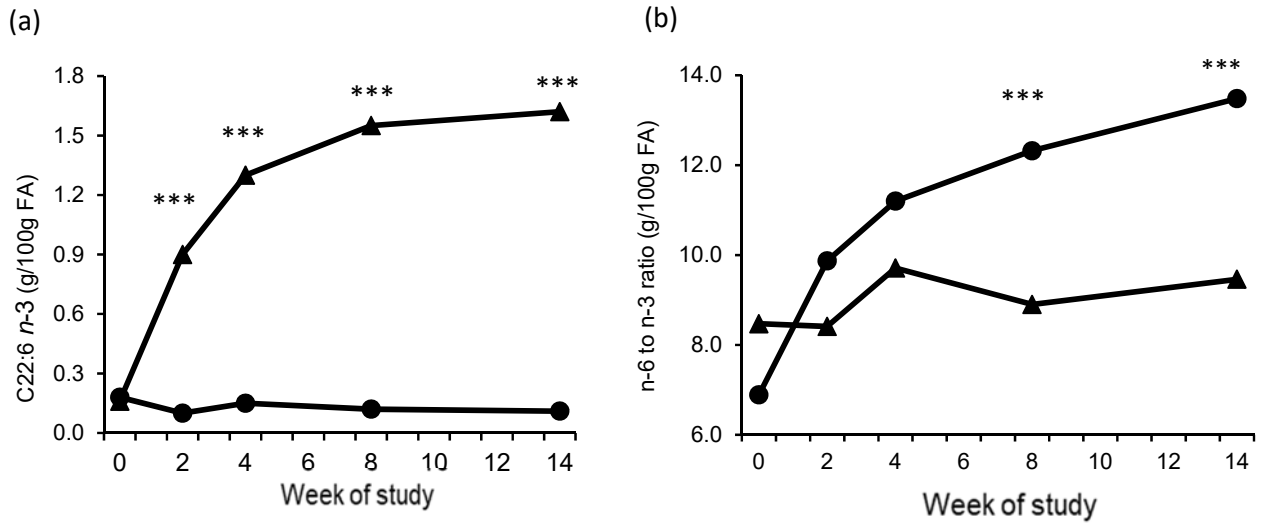 (a)
1.8
1.5
1.2
0.9
0.6
0.3
0.0
C22:6 n-3 (g/100g FA)
***
***
***
***
0 2 4 6 8 10 12 14
Week of study
(b)
14.0
12.0
10.0
8.0
6.0
n-6 to n-3 ratio (g/100g FA)
***
***
0 2 4 6 8 10 12 14
Week of study